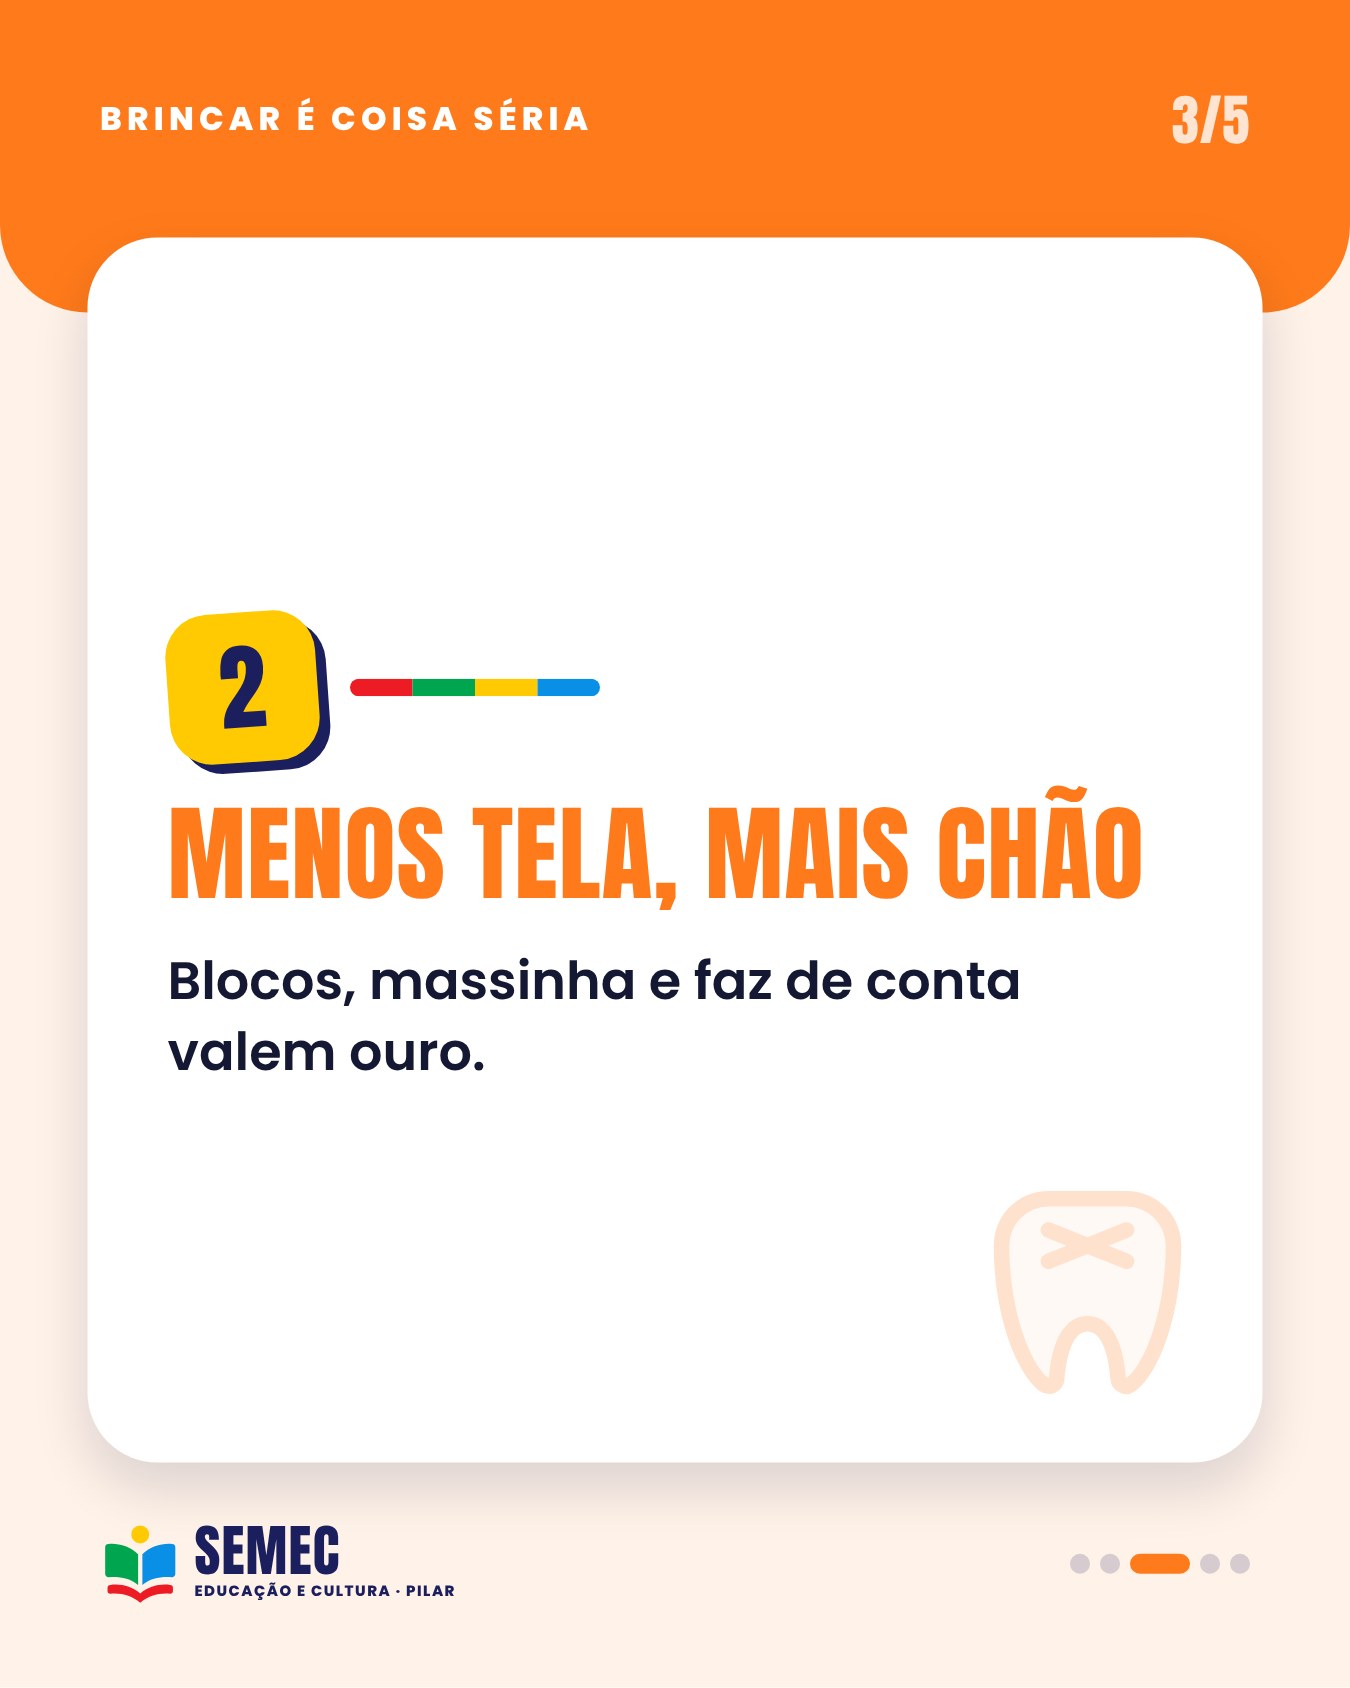 BRINCAR É COISA SÉRIA
3/5
2
MENOS TELA, MAIS CHÃO
Blocos, massinha e faz de conta
valem ouro.
SEMEC
EDUCAÇÃO E CULTURA · PILAR